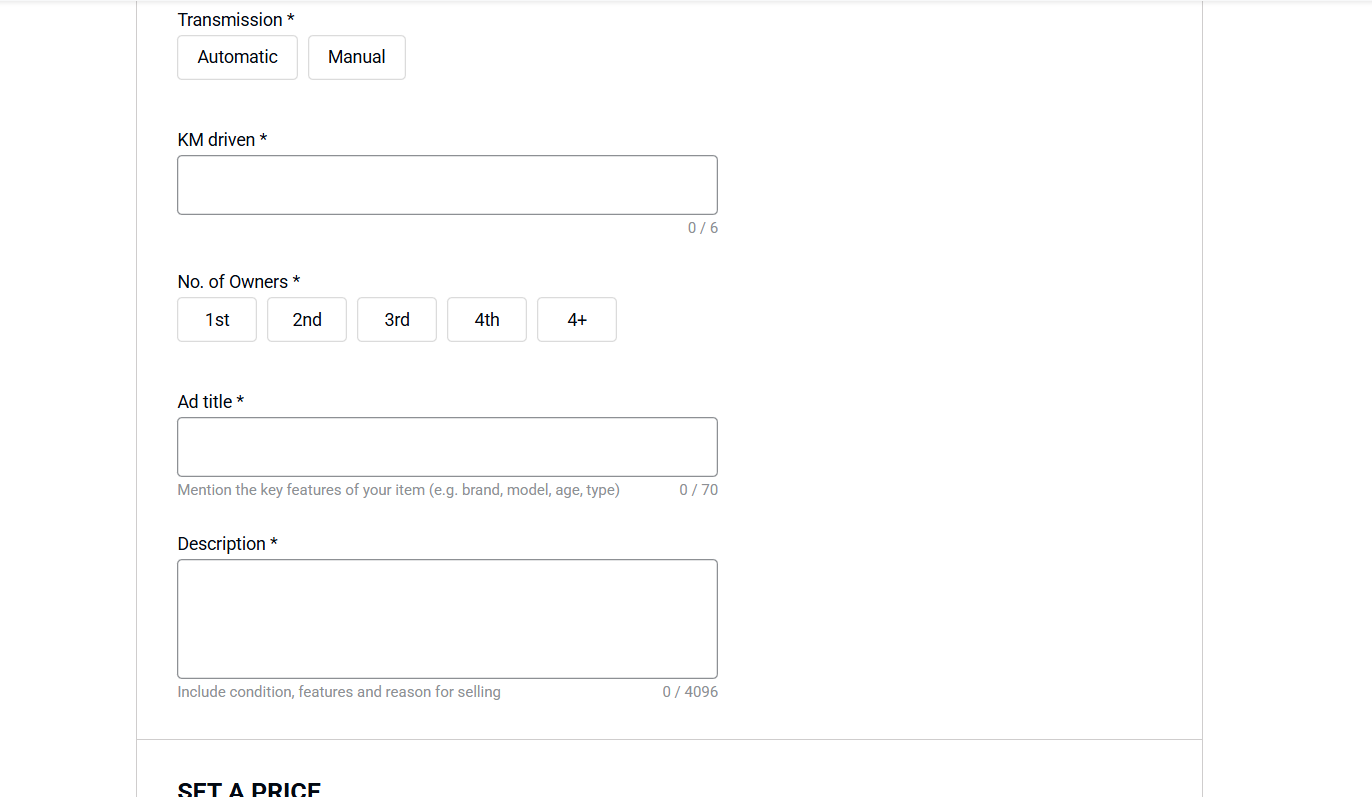 Transmission *
Automatic Manual
KM driven *
0 / 6
No. of Owners *
1st 2nd 3rd 4th 4+
Ad title *
Mention the key features of your item (e.g. brand, model, age, type) 0 / 70
Description *
Include condition, features and reason for selling 0 / 4096
SET A PRICE